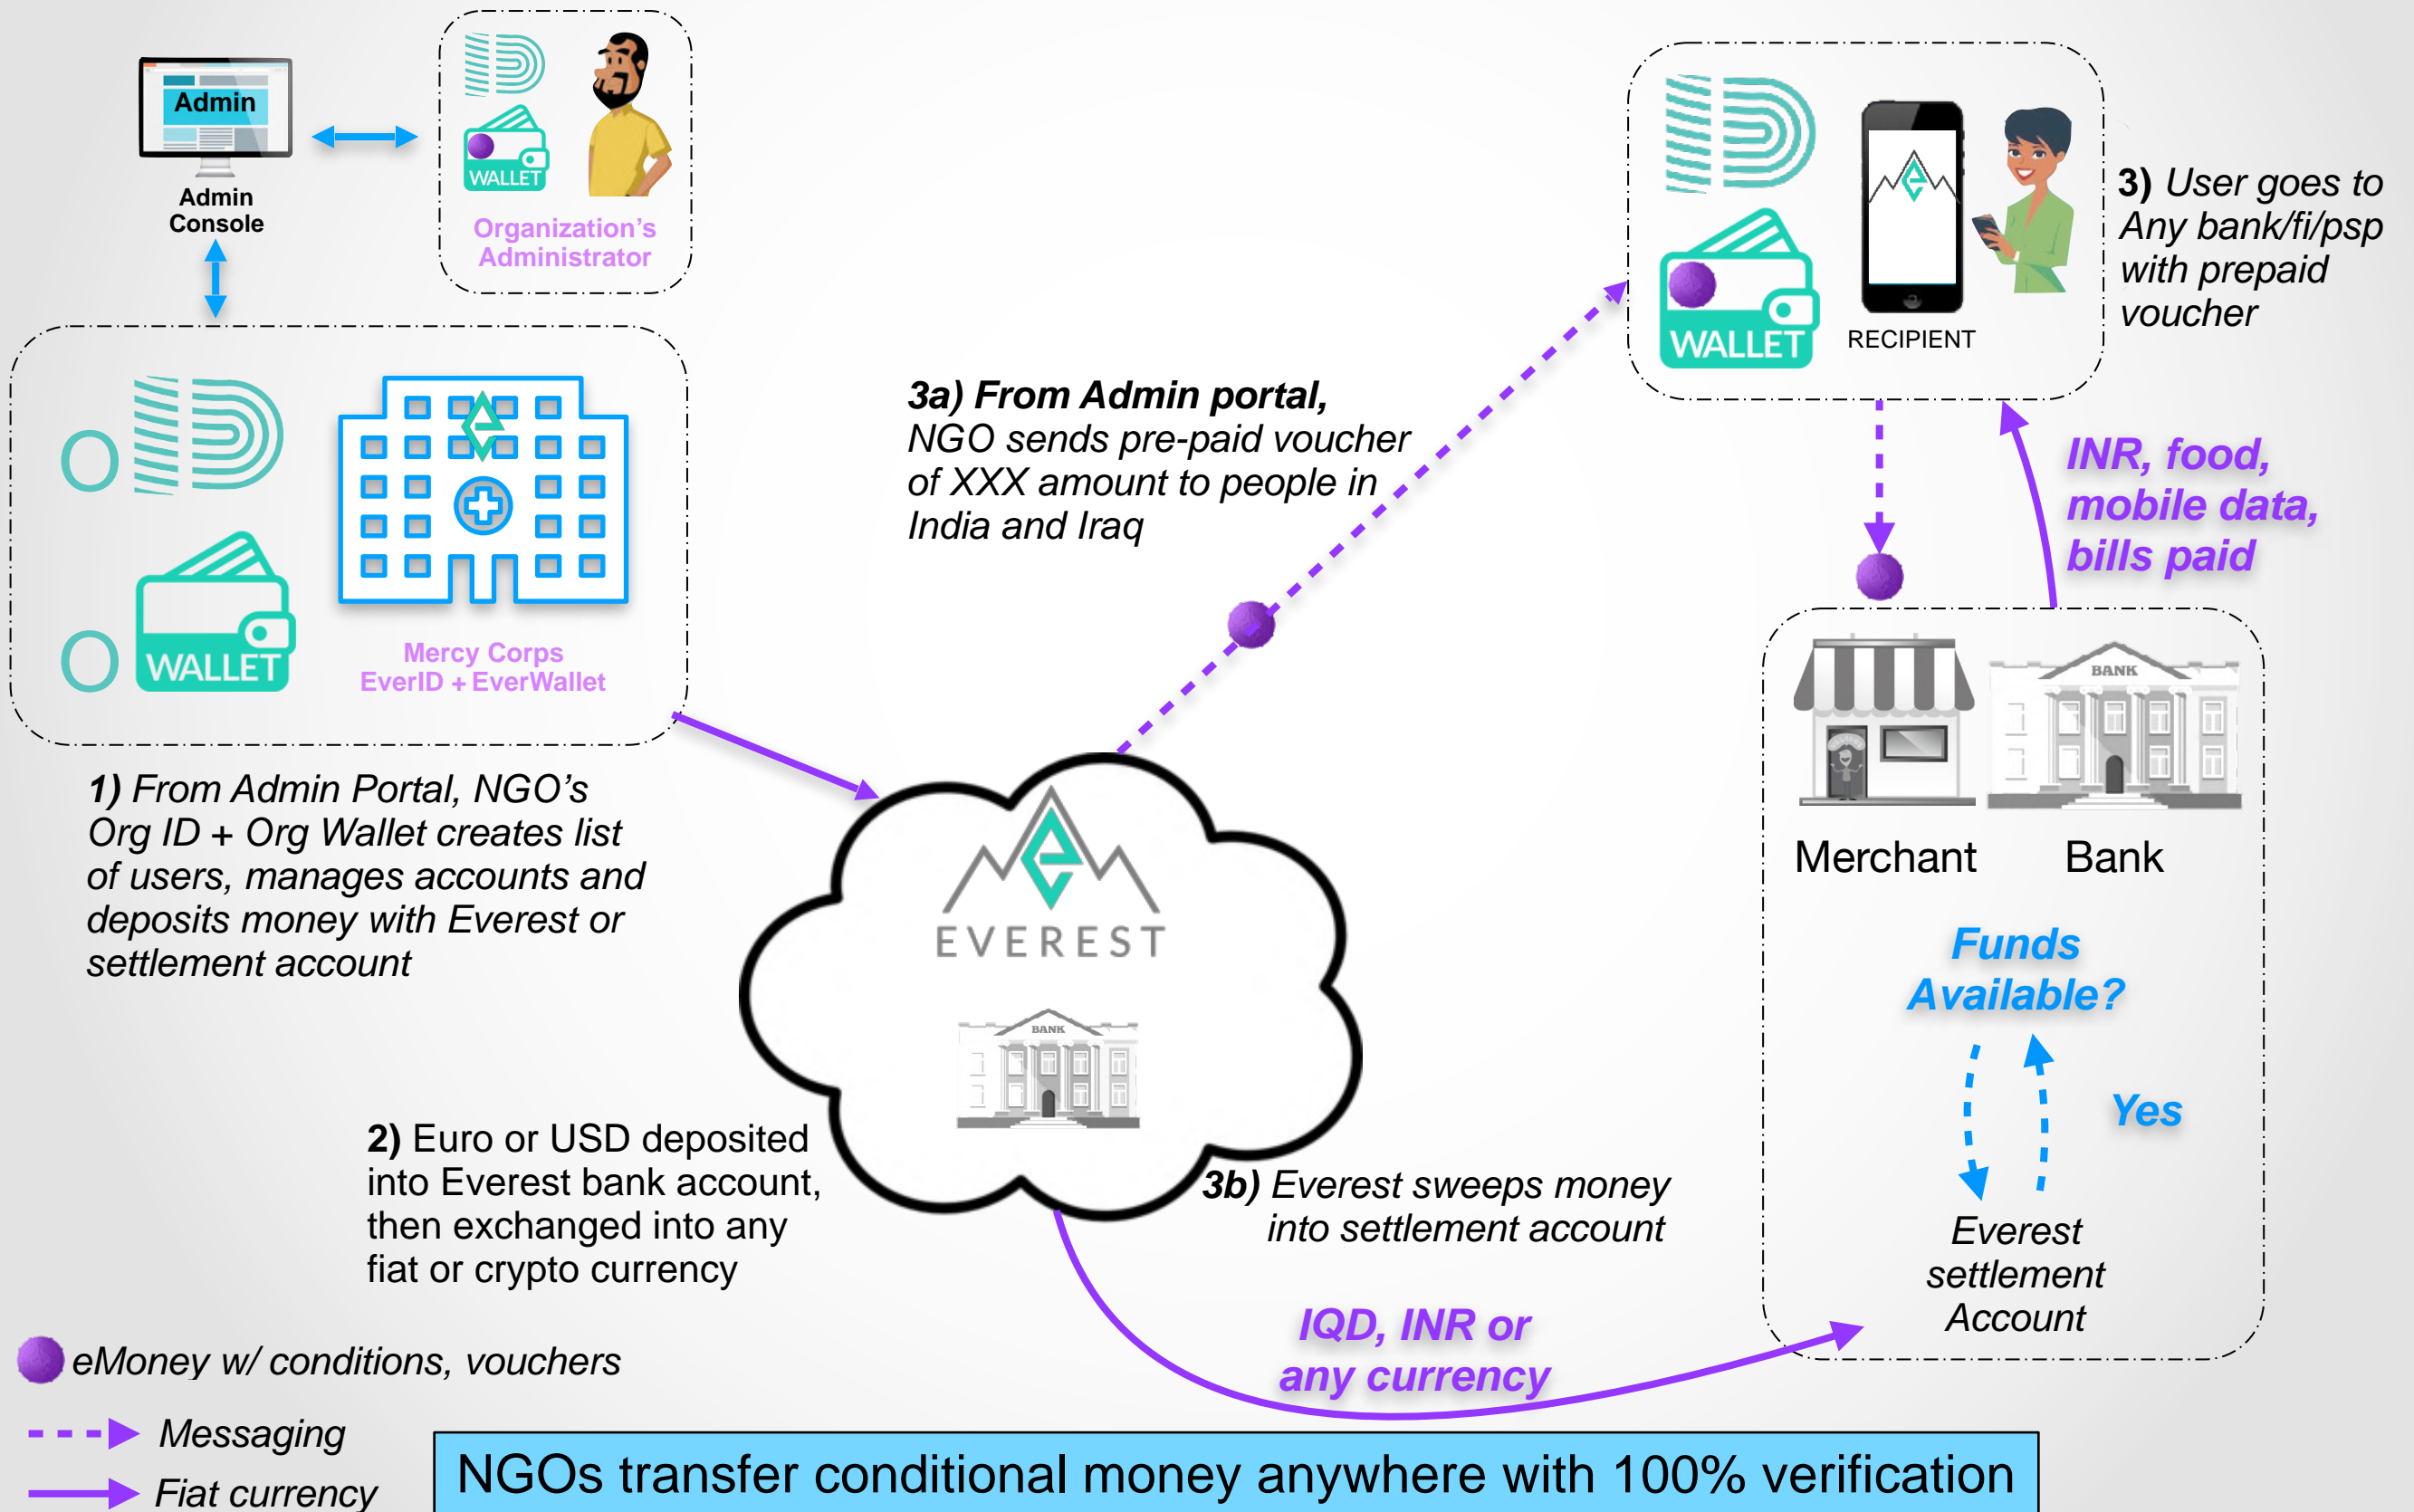 Admin
Admin
Console
WALLET
Organization's
Administrator
O ID
O WALLET
Mercy Corps
EverID + EverWallet
1) From Admin Portal, NGO's
Org ID + Org Wallet creates list
of users, manages accounts and
deposits money with Everest or
settlement account
3a) From Admin portal,
NGO sends pre-paid voucher
of XXX amount to people in
India and Iraq
ID
WALLET
RECIPIENT
3) User goes to
Any bank/fi/psp
with prepaid
voucher
INR, food,
mobile data,
bills paid
BANK
Merchant
Bank
Funds
Available?
Yes
Everest
settlement
Account
EVEREST
BANK
2) Euro or USD deposited
into Everest bank account,
then exchanged into any
fiat or crypto currency
3b) Everest sweeps money
into settlement account
IQD, INR or
any currency
eMoney w/ conditions, vouchers
Messaging
Fiat currency
NGOs transfer conditional money anywhere with 100% verification